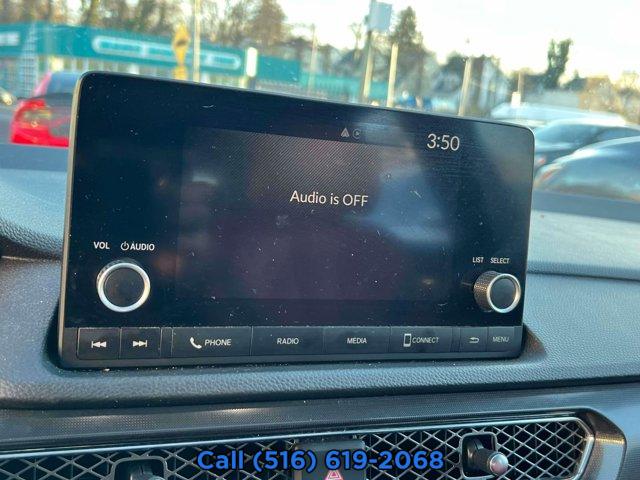 3:50
Audio is OFF
VOL AUDIO
LIST SELECT
PHONE RADIO MEDIA CONNECT MENU
Call (516) 619-2068